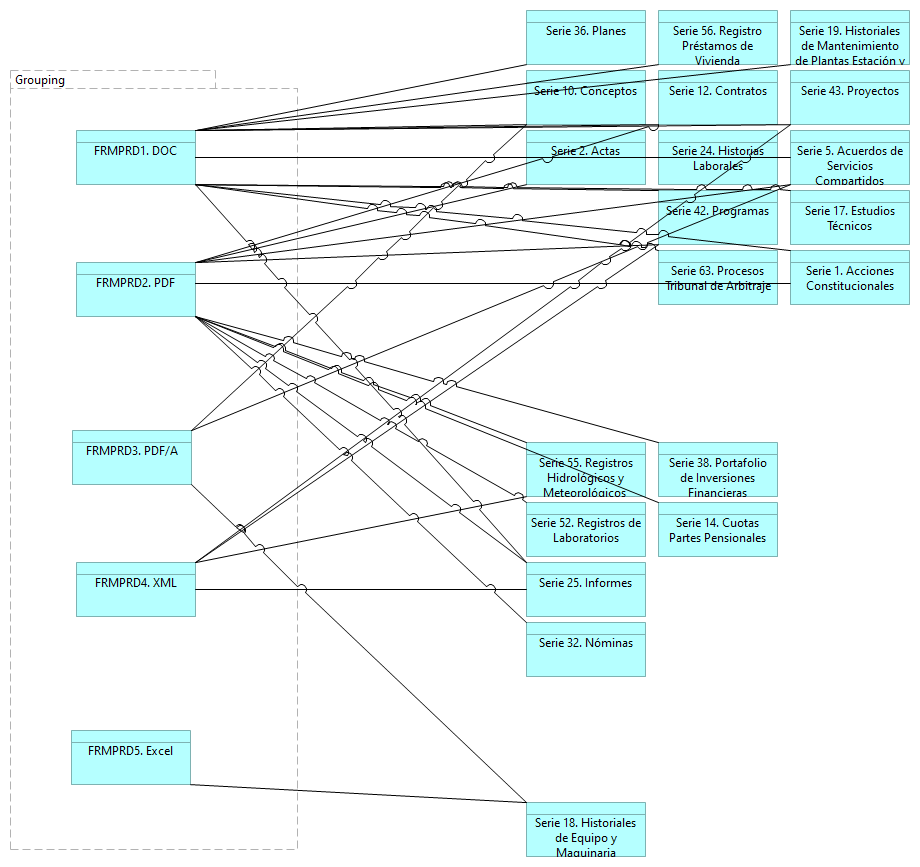 Serie 36. Planes
Serie 56. Registro
Préstamos de
Vivienda
Serie 19. Historiales
de Mantenimiento
de Plantas Estación y
Grouping
Serie 10. Conceptos
Serie 12. Contratos
Serie 43. Proyectos
FRMPRD1. DOC
Serie 2. Actas
Serie 24. Historias
Laborales
Serie 5. Acuerdos de
Servicios
Compartidos
Serie 42. Programas
Serie 17. Estudios
Técnicos
FRMPRD2. PDF
Serie 63. Procesos
Tribunal de Arbitraje
Serie 1. Acciones
Constitucionales
FRMPRD3. PDF/A
Serie 55. Registros
Hidrológicos y
Meteorológicos
Serie 38. Portafolio
de Inversiones
Financieras
Serie 52. Registros de
Laboratorios
Serie 14. Cuotas
Partes Pensionales
FRMPRD4. XML
Serie 25. Informes
Serie 32. Nóminas
FRMPRD5. Excel
Serie 18. Historiales
de Equipo y
Maquinaria